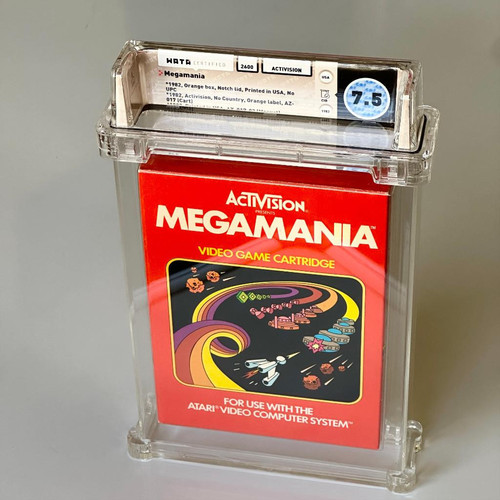 WATA CERTIFIED 2600 ACTIVISION
Megamania
*1982, Orange box, Notch lid, Printed in USA, No
UPC
*1982, Activision, No Country, Orange label, AZ-
017 (Cart)
7.5
ACTIVISION
PRESENTS
MEGAMANIA™
VIDEO GAME CARTRIDGE
FOR USE WITH THE
ATARI® VIDEO COMPUTER SYSTEM™